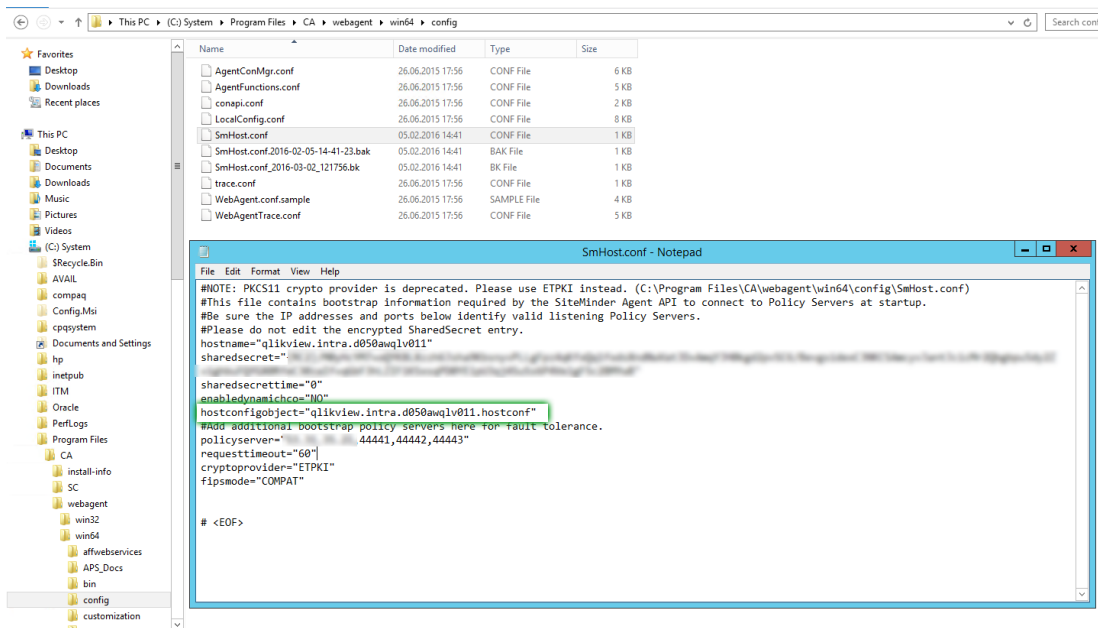 This PC ▸ (C:) System ▸ Program Files ▸ CA ▸ webagent ▸ win64 ▸ config
Search cont
Favorites
Desktop
Downloads
Recent places
This PC
Desktop
Documents
Downloads
Music
Pictures
Videos
(C:) System
$Recycle.Bin
AVAIL
compaq
Config.Msi
cpqsystem
Documents and Settings
hp
inetpub
ITM
Oracle
PerfLogs
Program Files
CA
install-info
SC
webagent
win32
win64
affwebservices
APS_Docs
bin
config
customization
Name Date modified Type Size
AgentConMgr.conf 26.06.2015 17:56 CONF File 6 KB
AgentFunctions.conf 26.06.2015 17:56 CONF File 5 KB
conapi.conf 26.06.2015 17:56 CONF File 2 KB
LocalConfig.conf 26.06.2015 17:56 CONF File 8 KB
SmHost.conf 05.02.2016 14:41 CONF File 1 KB
SmHost.conf.2016-02-05-14-41-23.bak 05.02.2016 14:41 BAK File 1 KB
SmHost.conf_2016-03-02_121756.bk 05.02.2016 14:41 BK File 1 KB
trace.conf 26.06.2015 17:56 CONF File 1 KB
WebAgent.conf.sample 26.06.2015 17:56 SAMPLE File 4 KB
WebAgentTrace.conf 26.06.2015 17:56 CONF File 5 KB
SmHost.conf - Notepad
File Edit Format View Help
#NOTE: PKCS11 crypto provider is deprecated. Please use ETPKI instead. (C:\Program Files\CA\webagent\win64\config\SmHost.conf)
#This file contains bootstrap information required by the SiteMinder Agent API to connect to Policy Servers at startup.
#Be sure the IP addresses and ports below identify valid listening Policy Servers.
#Please do not edit the encrypted SharedSecret entry.
hostname="qlikview.intra.d050awqlv011"
sharedsecret="
sharedsecrettime="0"
enabledynamichco="NO"
hostconfigobject="qlikview.intra.d050awqlv011.hostconf"
#Add additional bootstrap policy servers here for fault tolerance.
policyserver=" ,44441,44442,44443"
requesttimeout="60"
cryptoprovider="ETPKI"
fipsmode="COMPAT"
# <EOF>